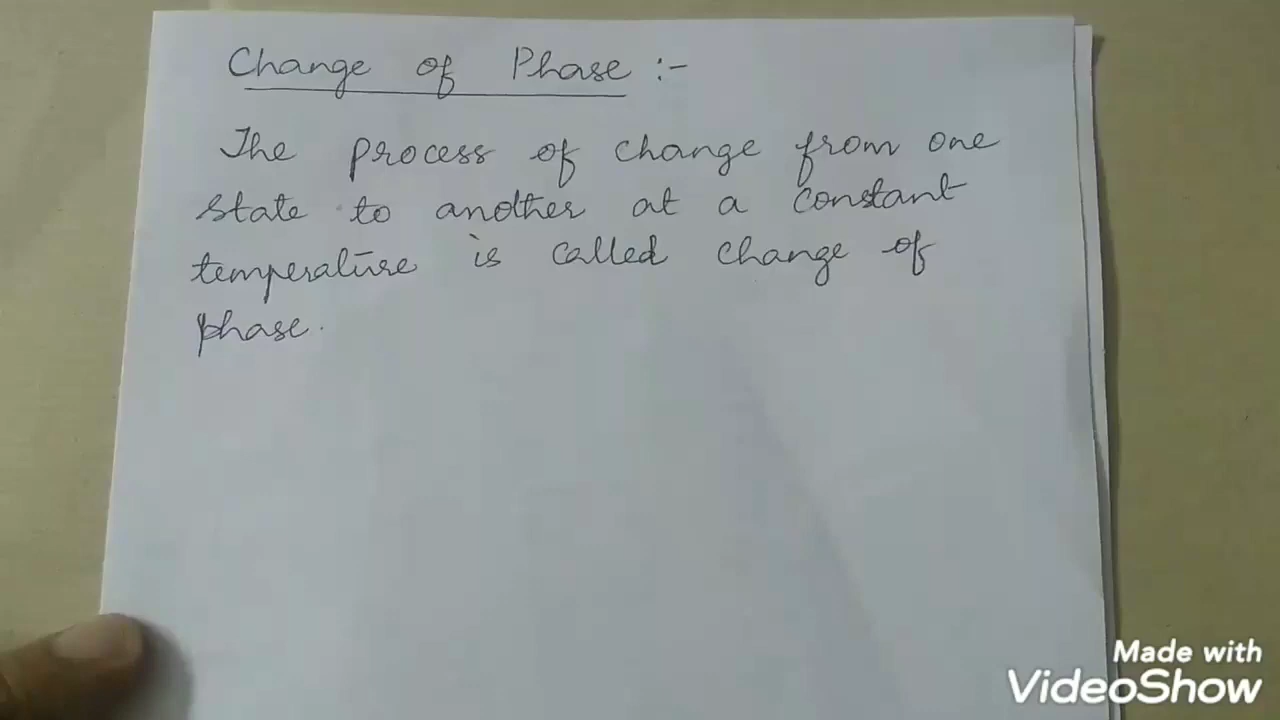 Change of Phase :-
The process of change from one
state to another at a constant
temperature is called change of
phase.
Made with
VideoShow